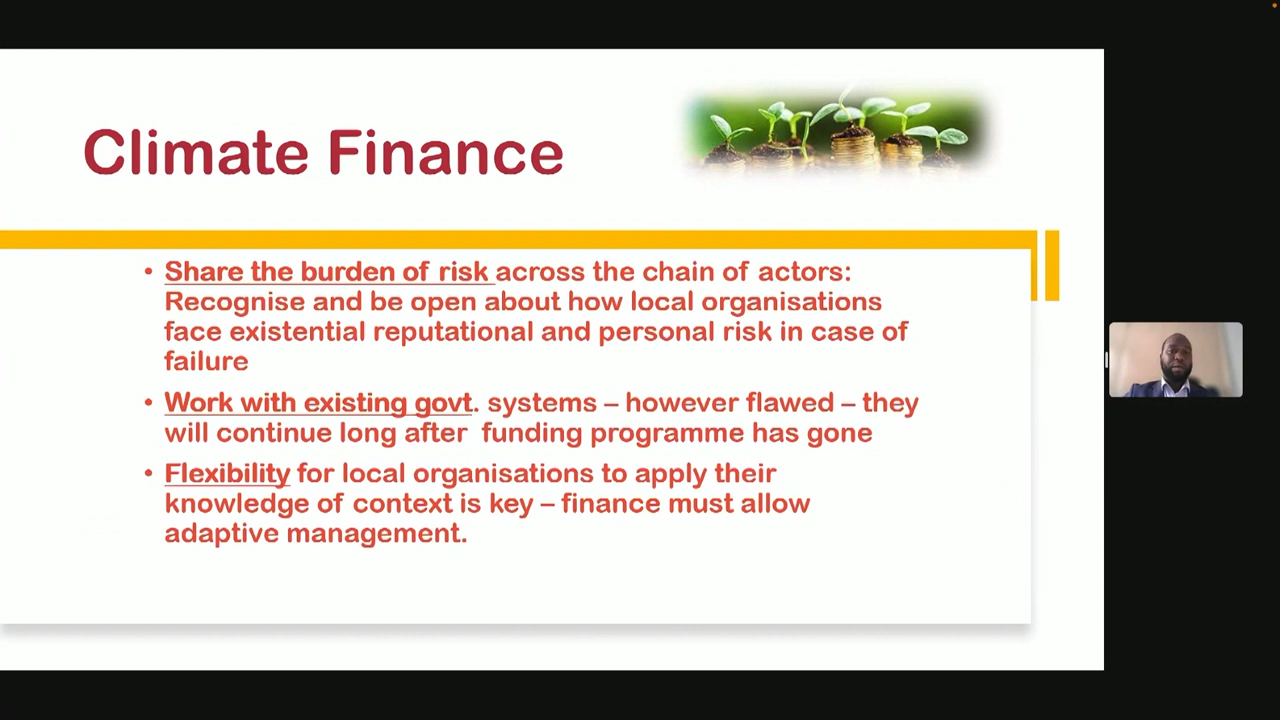 Climate Finance
• Share the burden of risk across the chain of actors:
Recognise and be open about how local organisations
face existential reputational and personal risk in case of
failure
• Work with existing govt. systems – however flawed – they
will continue long after funding programme has gone
• Flexibility for local organisations to apply their
knowledge of context is key – finance must allow
adaptive management.